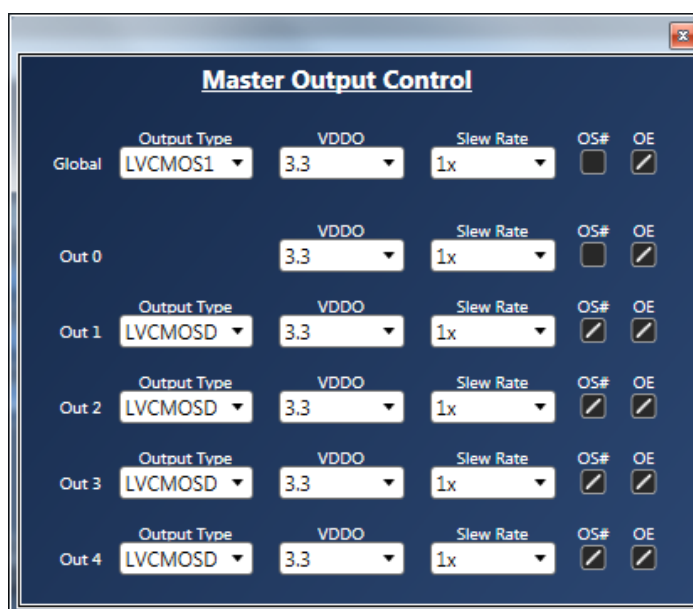 Master Output Control
Output Type VDDO Slew Rate OS# OE
Global LVCMOS1 3.3 1x
VDDO Slew Rate OS# OE
Out 0 3.3 1x
Output Type VDDO Slew Rate OS# OE
Out 1 LVCMOSD 3.3 1x
Output Type VDDO Slew Rate OS# OE
Out 2 LVCMOSD 3.3 1x
Output Type VDDO Slew Rate OS# OE
Out 3 LVCMOSD 3.3 1x
Output Type VDDO Slew Rate OS# OE
Out 4 LVCMOSD 3.3 1x